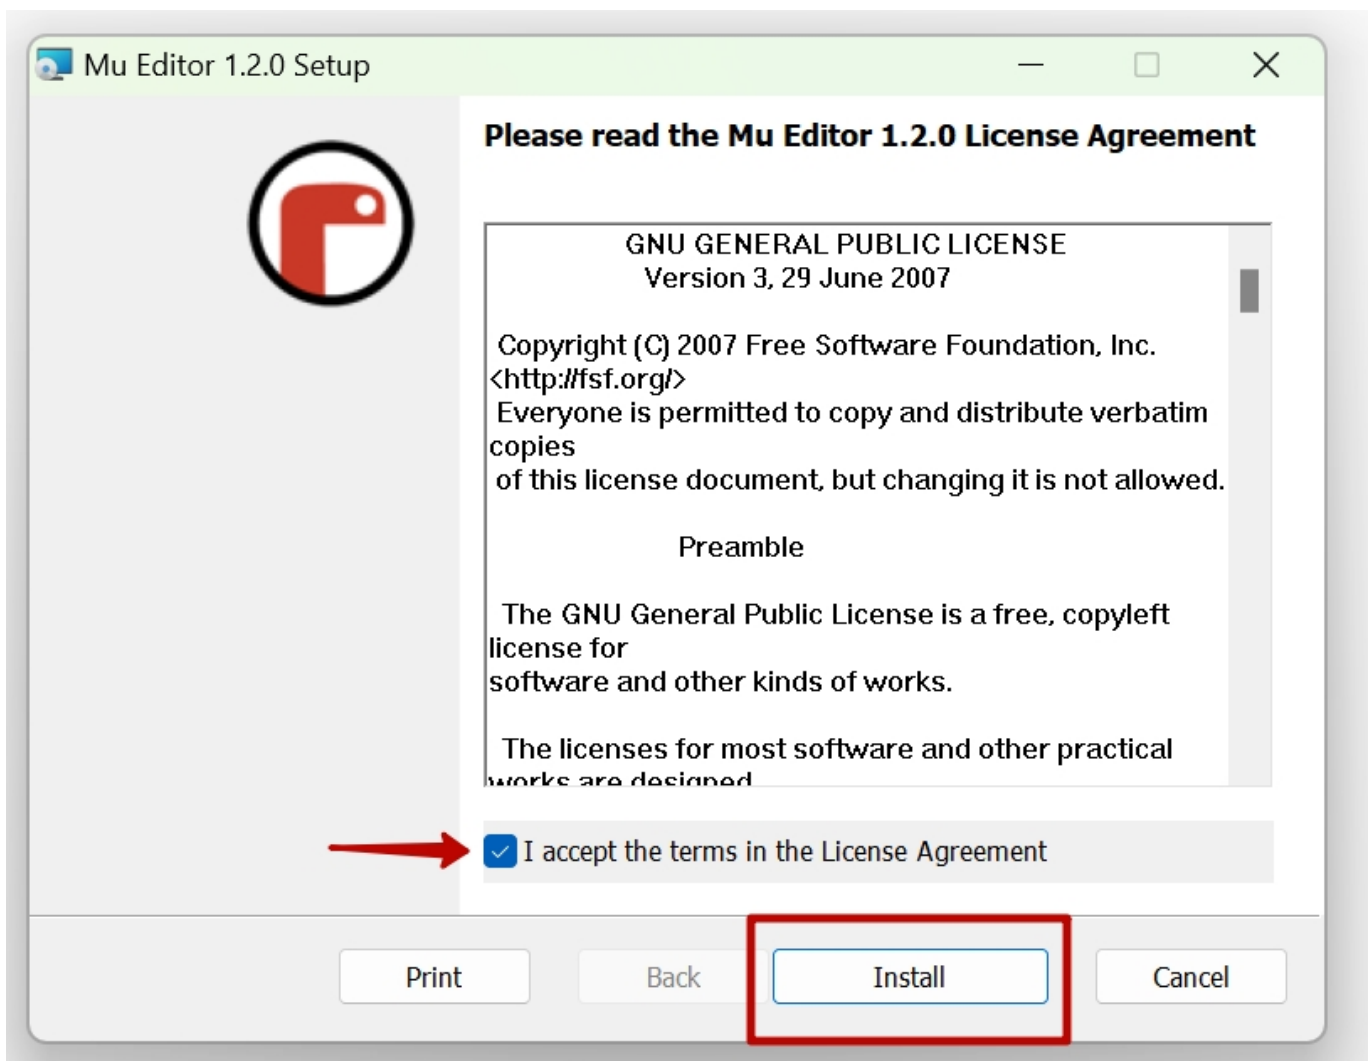 Mu Editor 1.2.0 Setup
Please read the Mu Editor 1.2.0 License Agreement
GNU GENERAL PUBLIC LICENSE
Version 3, 29 June 2007
Copyright (C) 2007 Free Software Foundation, Inc.
<http://fsf.org/>
Everyone is permitted to copy and distribute verbatim
copies
of this license document, but changing it is not allowed.
Preamble
The GNU General Public License is a free, copyleft
license for
software and other kinds of works.
The licenses for most software and other practical
works are designed
I accept the terms in the License Agreement
Print
Back
Install
Cancel